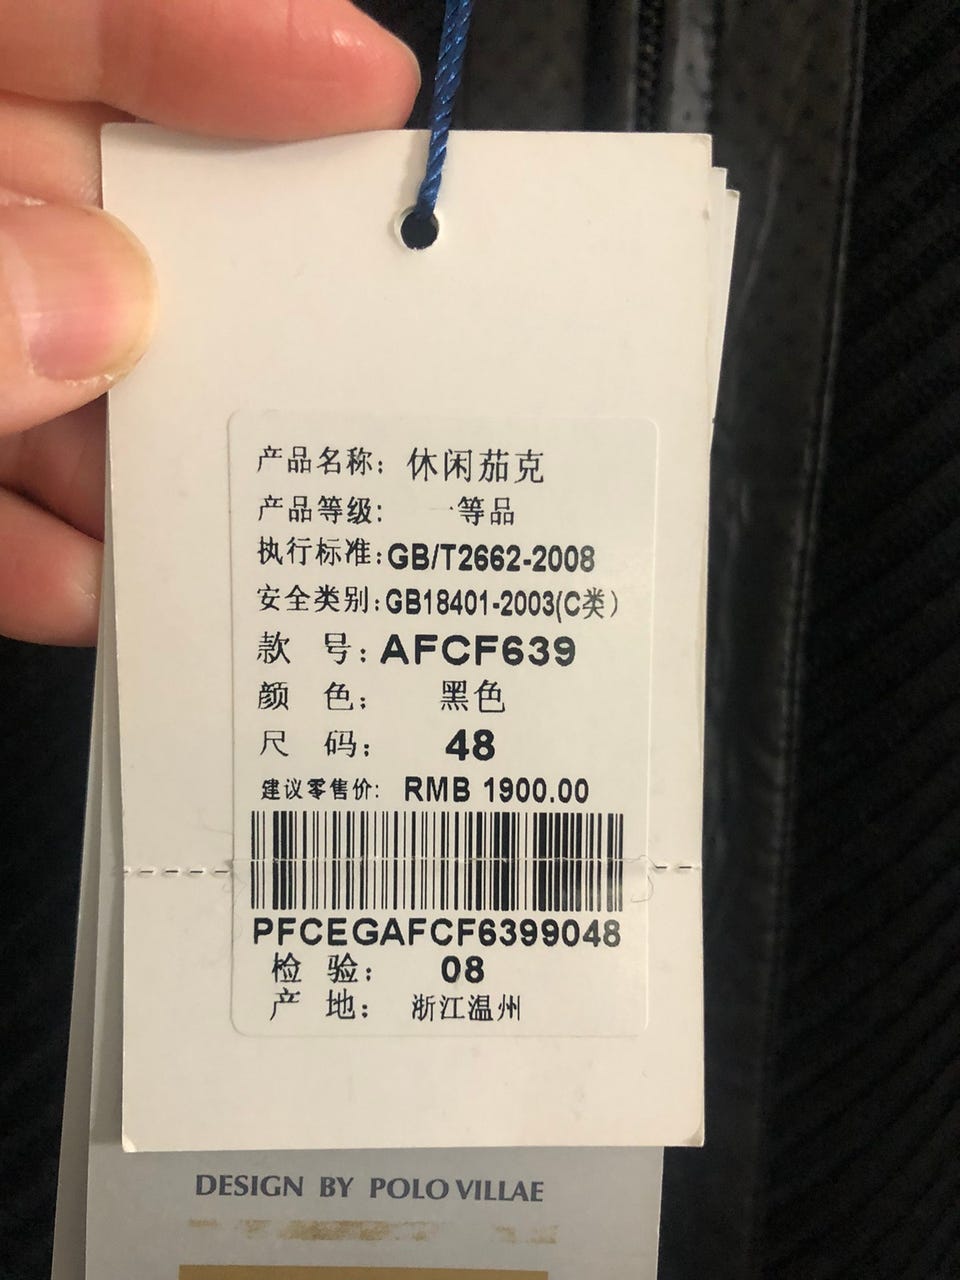 产品名称：休闲茄克
产品等级：一等品
执行标准:GB/T2662-2008
安全类别:GB18401-2003(C类)
款 号:AFCF639
颜 色：黑色
尺 码：48
建议零售价: RMB 1900.00
PFCEGAFCF6399048
检 验：08
产 地：浙江温州
DESIGN BY POLO VILLAE